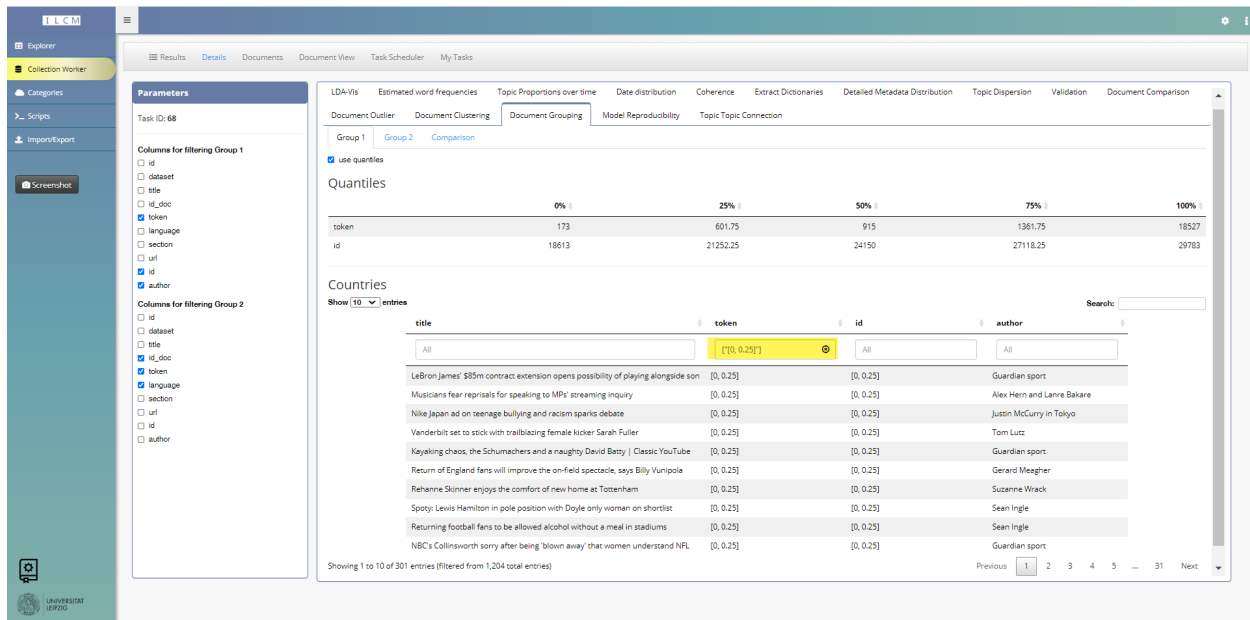 ILCM
Explorer
Collection Worker
Categories
Scripts
Import/Export
Screenshot
UNIVERSITAT
LEIPZIG
Results Details Documents Document View Task Scheduler My Tasks
Parameters
Task ID: 68
Columns for filtering Group 1
id
dataset
title
id_doc
token
language
section
url
id
author
Columns for filtering Group 2
id
dataset
title
id_doc
token
language
section
url
id
author
LDA-Vis Estimated word frequencies Topic Proportions over time Date distribution Coherence Extract Dictionaries Detailed Metadata Distribution Topic Dispersion Validation Document Comparison
Document Outlier Document Clustering Document Grouping Model Reproducibility Topic Topic Connection
Group 1 Group 2 Comparison
use quantiles
Quantiles
0% 25% 50% 75% 100%
token 173 601.75 915 1361.75 18527
id 18613 21252.25 24150 27118.25 29783
Countries
Show 10 entries
Search:
title token id author
All ["[0, 0.25]"] All All
LeBron James' $85m contract extension opens possibility of playing alongside son [0, 0.25] [0, 0.25] Guardian sport
Musicians fear reprisals for speaking to MPs' streaming inquiry [0, 0.25] [0, 0.25] Alex Hern and Lanre Bakare
Nike Japan ad on teenage bullying and racism sparks debate [0, 0.25] [0, 0.25] Justin McCurry in Tokyo
Vanderbilt set to stick with trailblazing female kicker Sarah Fuller [0, 0.25] [0, 0.25] Tom Lutz
Kayaking chaos, the Schumachers and a naughty David Batty | Classic YouTube [0, 0.25] [0, 0.25] Guardian sport
Return of England fans will improve the on-field spectacle, says Billy Vunipola [0, 0.25] [0, 0.25] Gerard Meagher
Rehanne Skinner enjoys the comfort of new home at Tottenham [0, 0.25] [0, 0.25] Suzanne Wrack
Spoty: Lewis Hamilton in pole position with Doyle only woman on shortlist [0, 0.25] [0, 0.25] Sean Ingle
Returning football fans to be allowed alcohol without a meal in stadiums [0, 0.25] [0, 0.25] Sean Ingle
NBC's Collinsworth sorry after being 'blown away' that women understand NFL [0, 0.25] [0, 0.25] Guardian sport
Showing 1 to 10 of 301 entries (filtered from 1,204 total entries)
Previous 1 2 3 4 5 … 31 Next